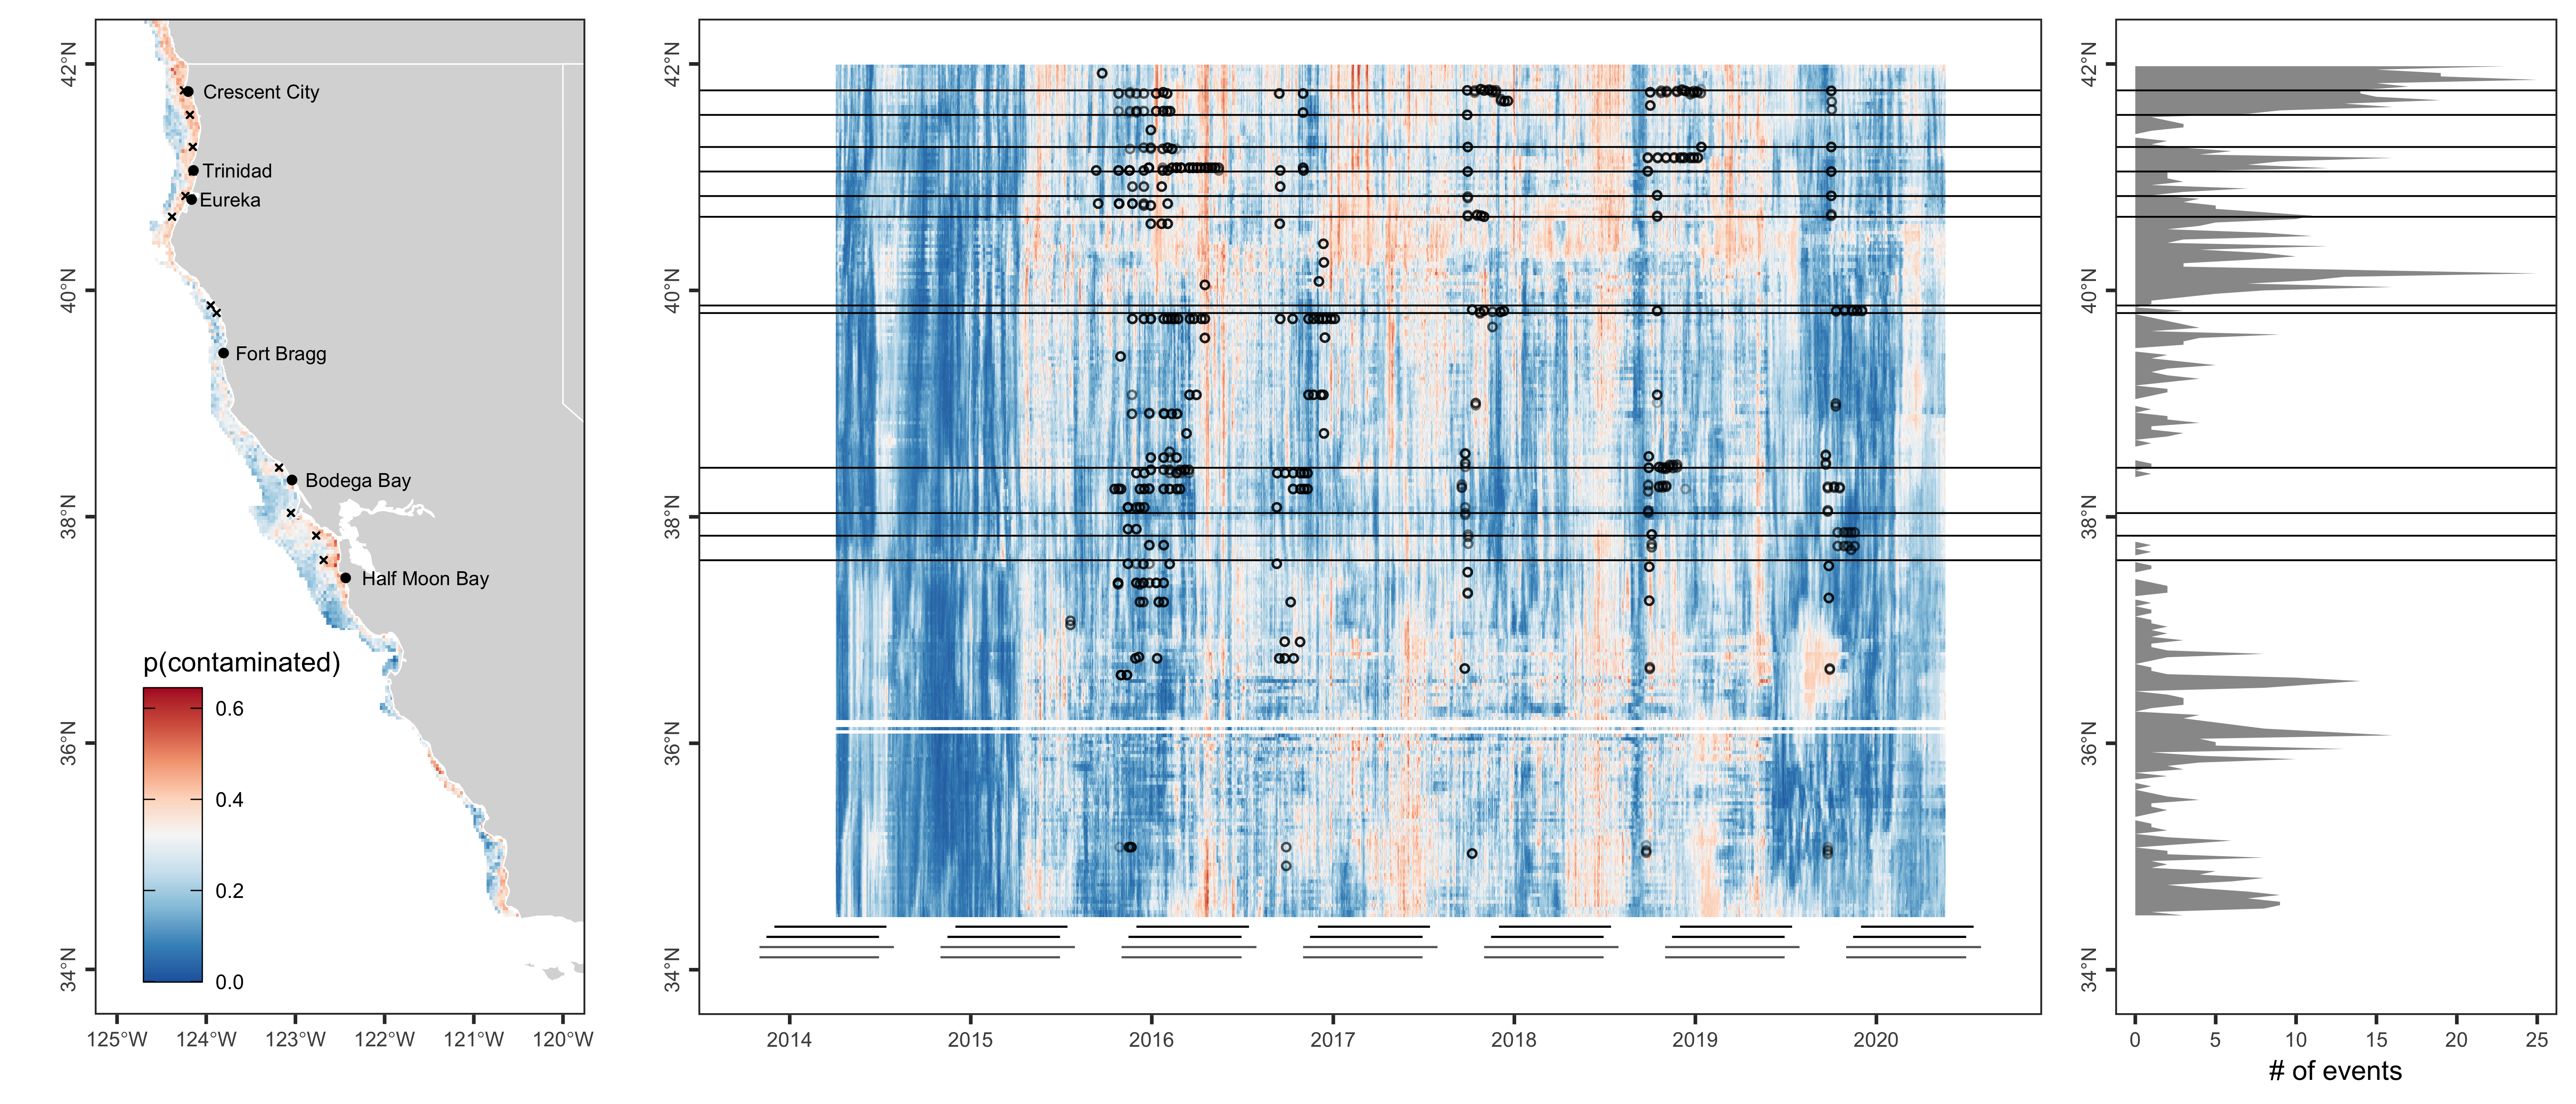 42°N
40°N
38°N
36°N
34°N
Crescent City
Trinidad
Eureka
Fort Bragg
Bodega Bay
Half Moon Bay
p(contaminated)
0.6
0.4
0.2
0.0
125°W
124°W
123°W
122°W
121°W
120°W
42°N
40°N
38°N
36°N
34°N
2014
2015
2016
2017
2018
2019
2020
42°N
40°N
38°N
36°N
34°N
0
5
10
15
20
25
# of events